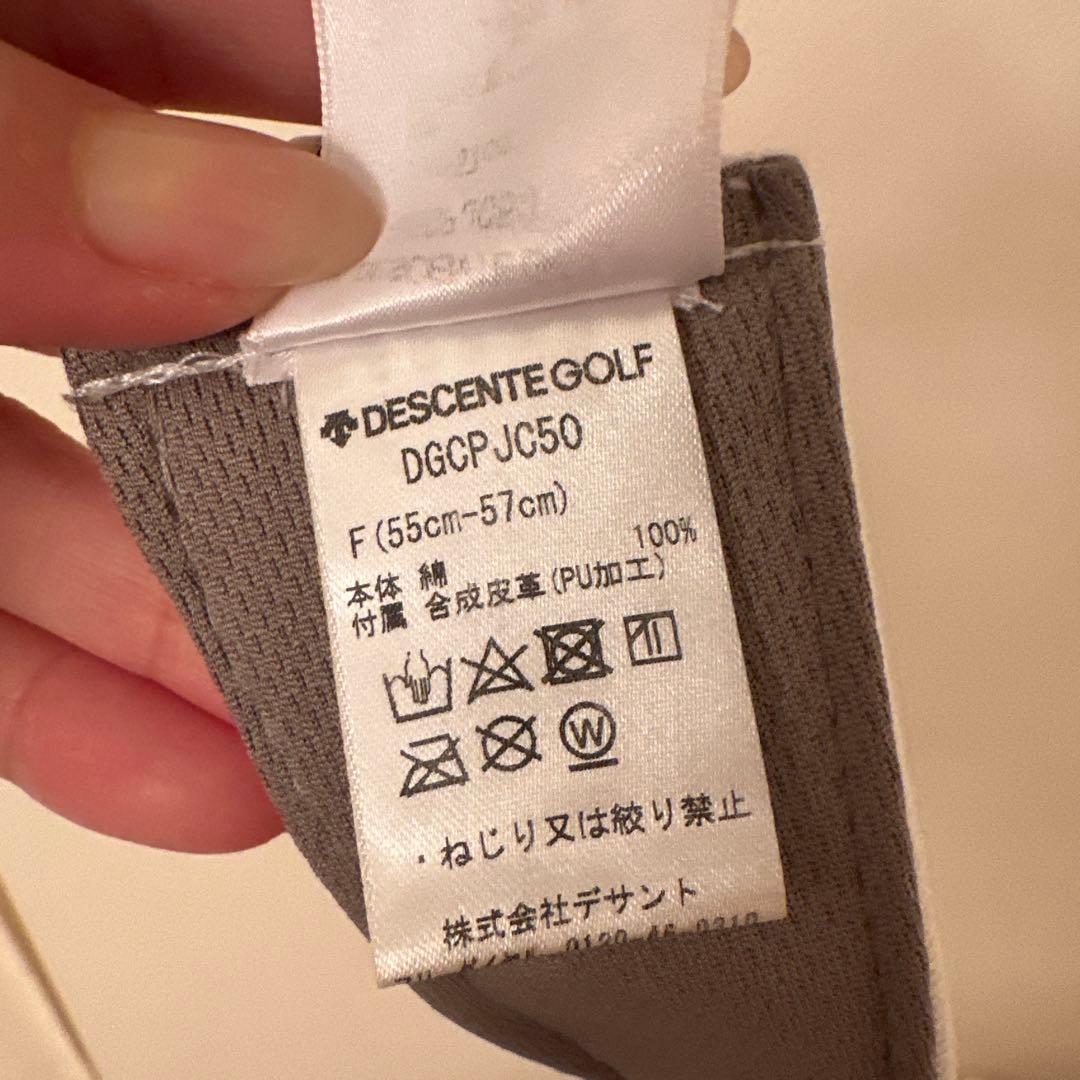 DESCENTE GOLF
DGCPJC50
F(55cm-57cm)
本体 綿 100%
付属 合成皮革(PU加工)
W
・ねじり又は絞り禁止
株式会社デサント